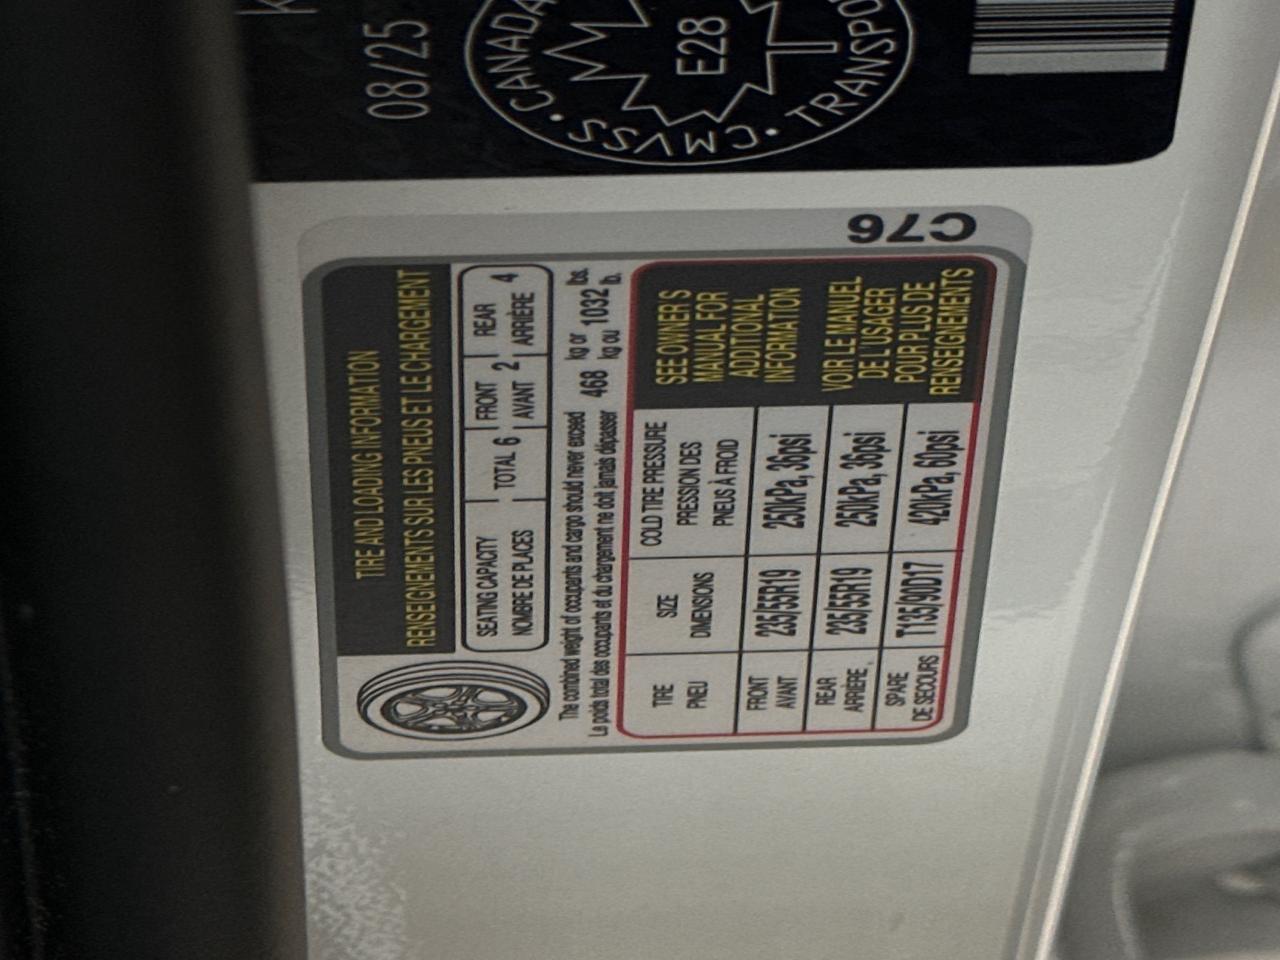 08/25
CANADA
E28
CMVSS · TRANSPO
C76
TIRE AND LOADING INFORMATION
RENSEIGNEMENTS SUR LES PNEUS ET LE CHARGEMENT
SEATING CAPACITY
NOMBRE DE PLACES
TOTAL 6
FRONT
AVANT
2
REAR
ARRIÈRE
4
The combined weight of occupants and cargo should never exceed 468 kg or 1032 lbs.
Le poids total des occupants et du chargement ne doit jamais dépasser 468 kg ou 1032 lb.
TIRE
PNEU
SIZE
DIMENSIONS
COLD TIRE PRESSURE
PRESSION DES
PNEUS À FROID
FRONT
AVANT
235/55R19
250kPa, 36psi
REAR
ARRIÈRE
235/55R19
250kPa, 36psi
SPARE
DE SECOURS
T135/90D17
420kPa, 60psi
SEE OWNER'S
MANUAL FOR
ADDITIONAL
INFORMATION
VOIR LE MANUEL
DE L'USAGER
POUR PLUS DE
RENSEIGNEMENTS